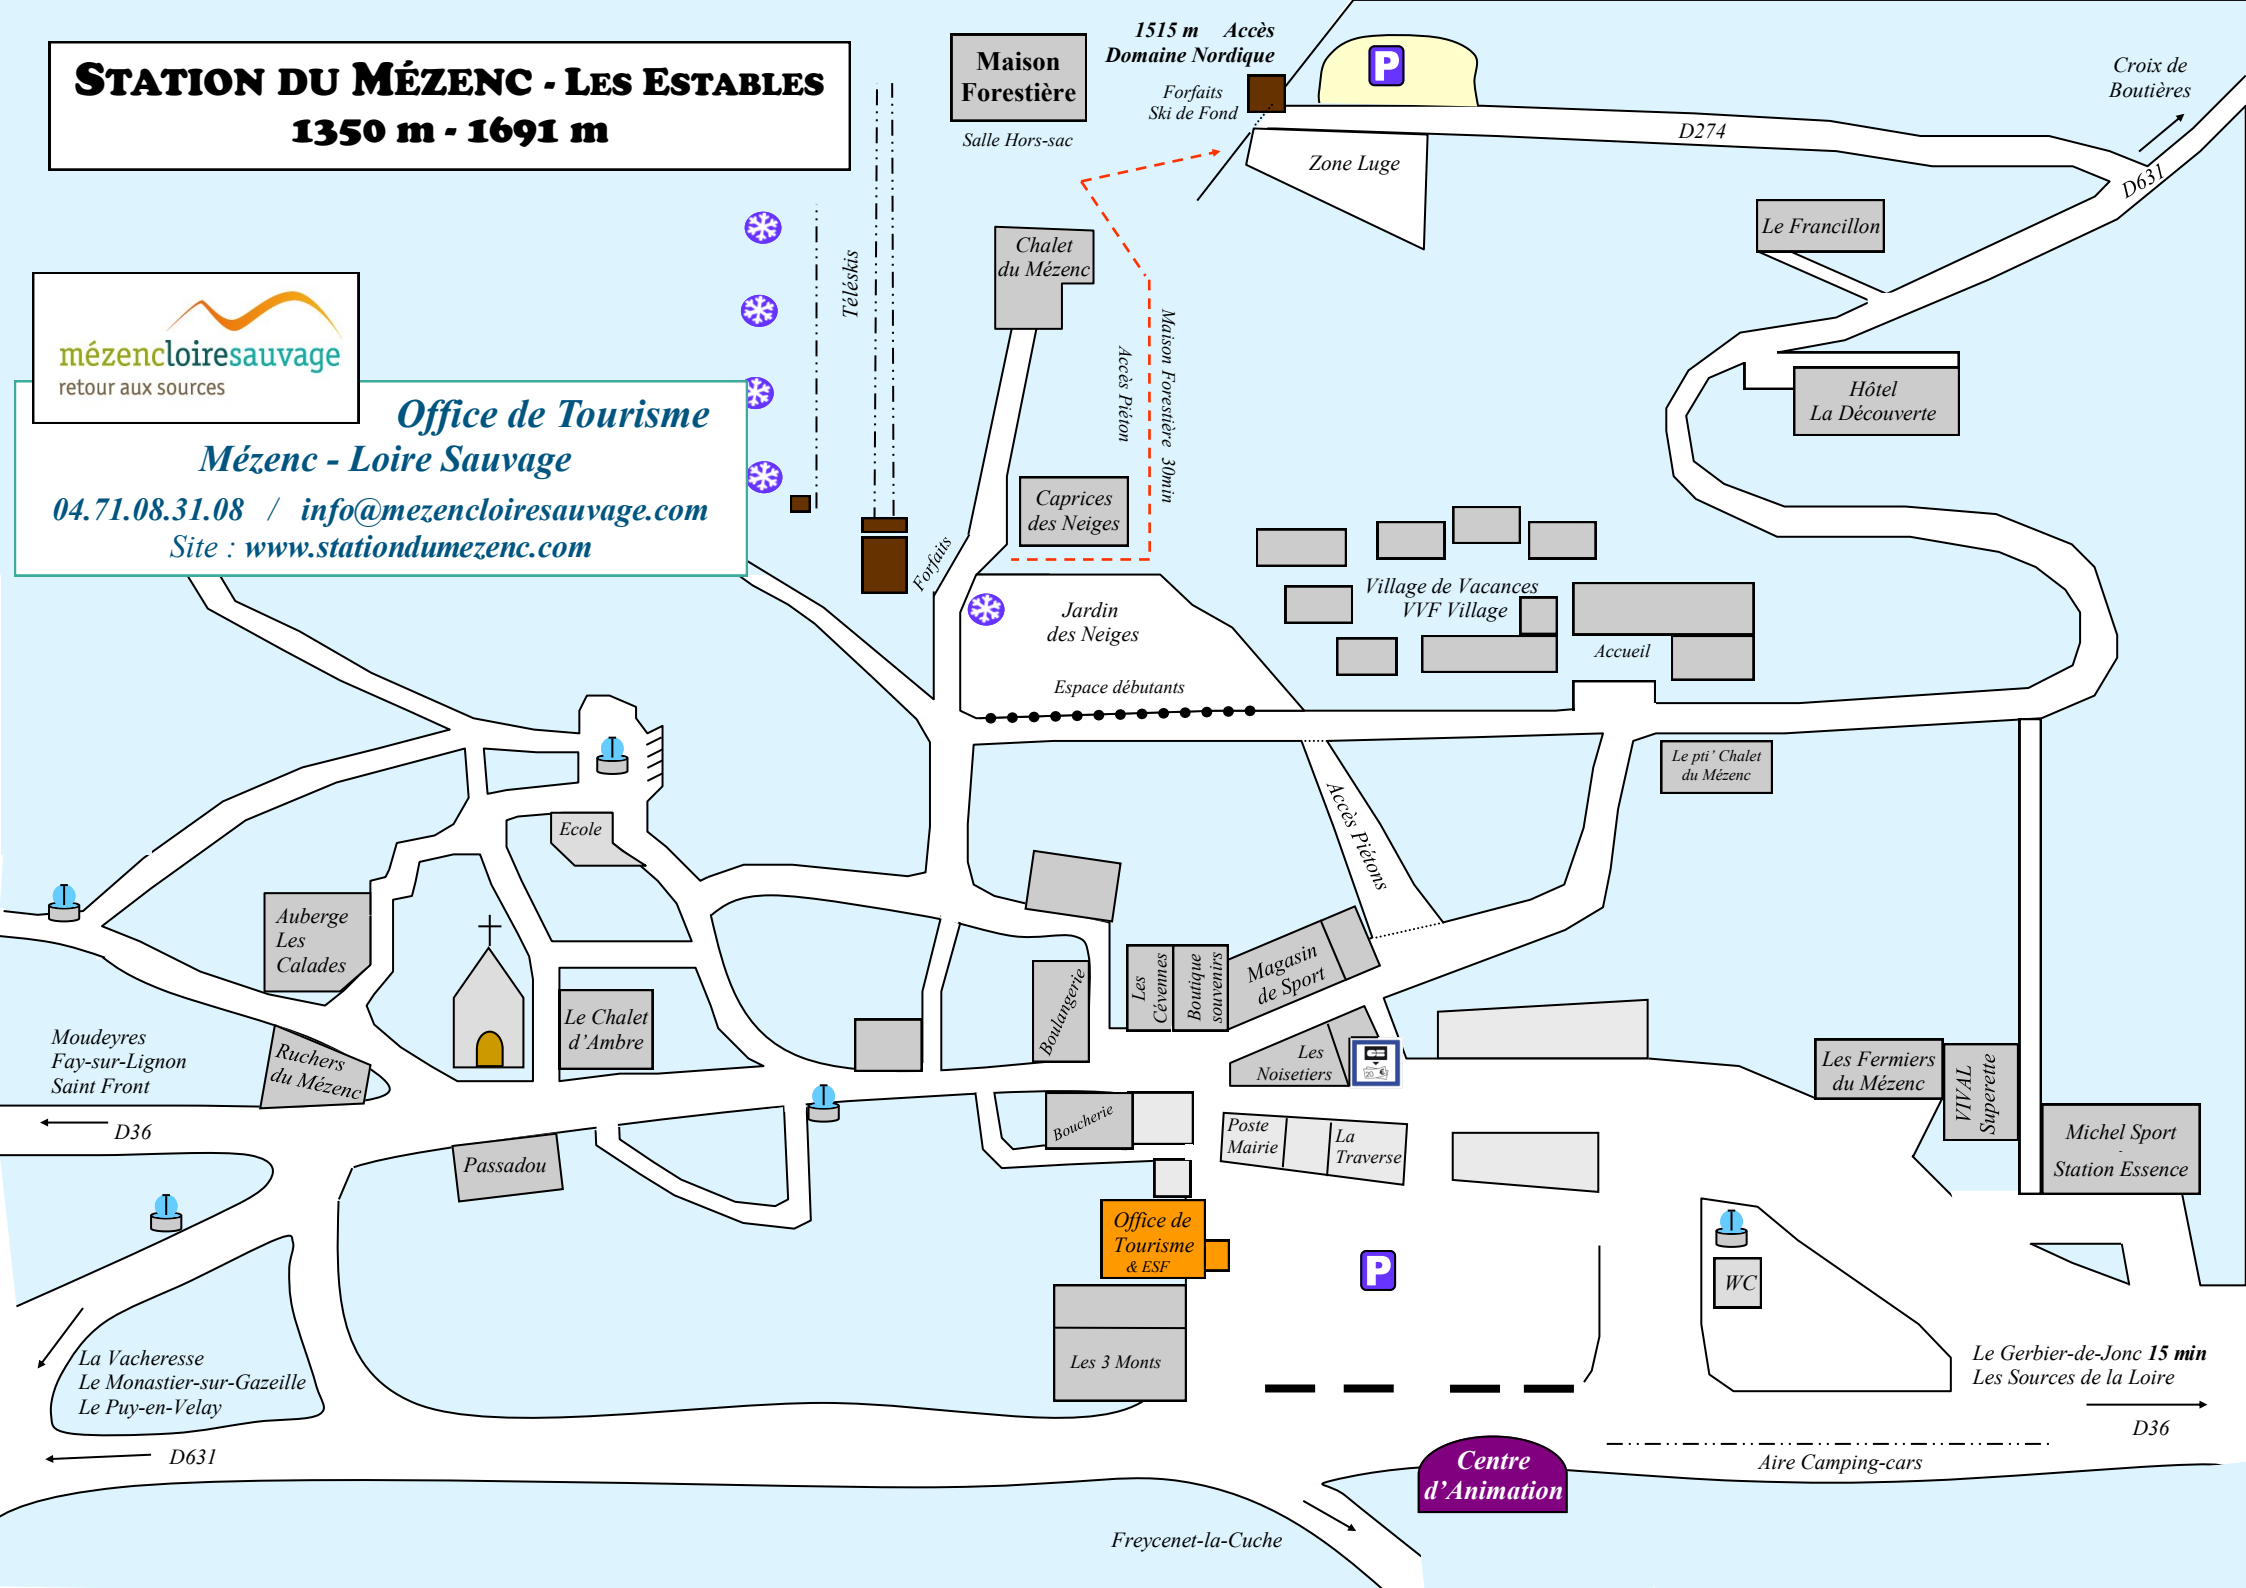 STATION DU MÉZENC - LES ESTABLES
1350 m - 1691 m
Maison
Forestière
Salle Hors-sac
1515 m Accès
Domaine Nordique
Forfaits
Ski de Fond
P
Zone Luge
D274
Croix de
Boutières
D631
Le Francillon
Hôtel
La Découverte
mézencloiresauvage
retour aux sources
Office de Tourisme
Mézenc - Loire Sauvage
04.71.08.31.08 / info@mezencloiresauvage.com
Site : www.stationdumezenc.com
Téléskis
Forfaits
Chalet
du Mézenc
Accès Piéton
Maison Forestière 30min
Caprices
des Neiges
Jardin
des Neiges
Espace débutants
Village de Vacances
VVF Village
Accueil
Le pti' Chalet
du Mézenc
Accès Piétons
Ecole
Auberge
Les
Calades
Le Chalet
d'Ambre
Ruchers
du Mézenc
Moudeyres
Fay-sur-Lignon
Saint Front
D36
Passadou
Boulangerie
Les
Cévennes
Boutique
souvenirs
Magasin
de Sport
Les
Noisetiers
20
Boucherie
Poste
Mairie
La
Traverse
Les Fermiers
du Mézenc
VIVAL
Superette
Michel Sport
-
Station Essence
Office de
Tourisme
& ESF
P
WC
Les 3 Monts
La Vacheresse
Le Monastier-sur-Gazeille
Le Puy-en-Velay
D631
Le Gerbier-de-Jonc 15 min
Les Sources de la Loire
D36
Centre
d'Animation
Aire Camping-cars
Freycenet-la-Cuche